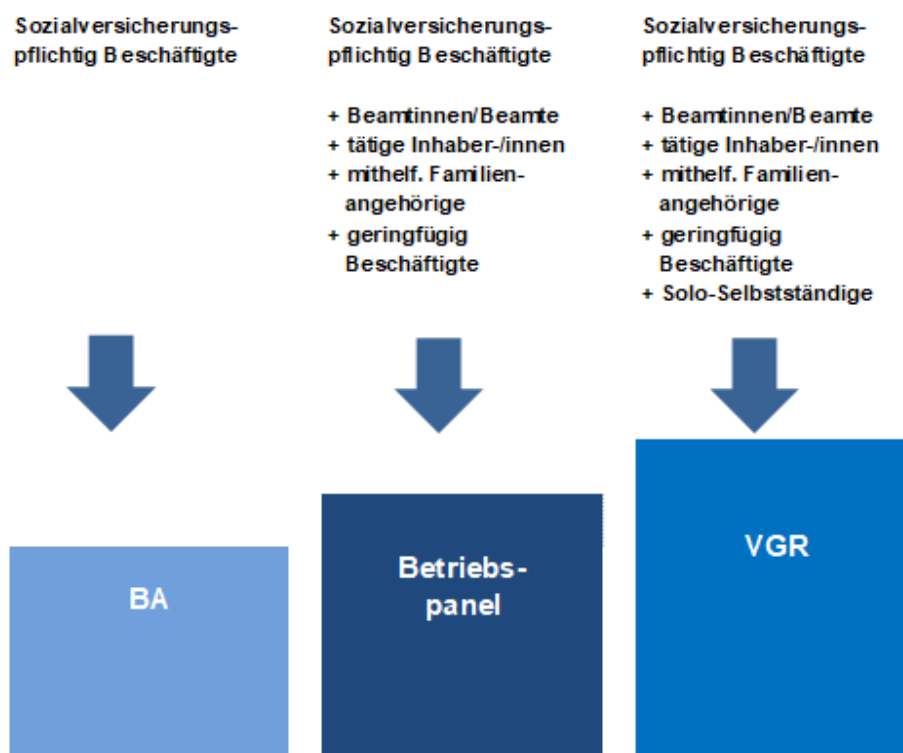 Sozialversicherungs-
pflichtig Beschäftigte
Sozialversicherungs-
pflichtig Beschäftigte
+ Beamtinnen/Beamte
+ tätige Inhaber-/innen
+ mithelf. Familien-
angehörige
+ geringfügig
Beschäftigte
Sozialversicherungs-
pflichtig Beschäftigte
+ Beamtinnen/Beamte
+ tätige Inhaber-/innen
+ mithelf. Familien-
angehörige
+ geringfügig
Beschäftigte
+ Solo-Selbstständige
BA
Betriebs-
panel
VGR